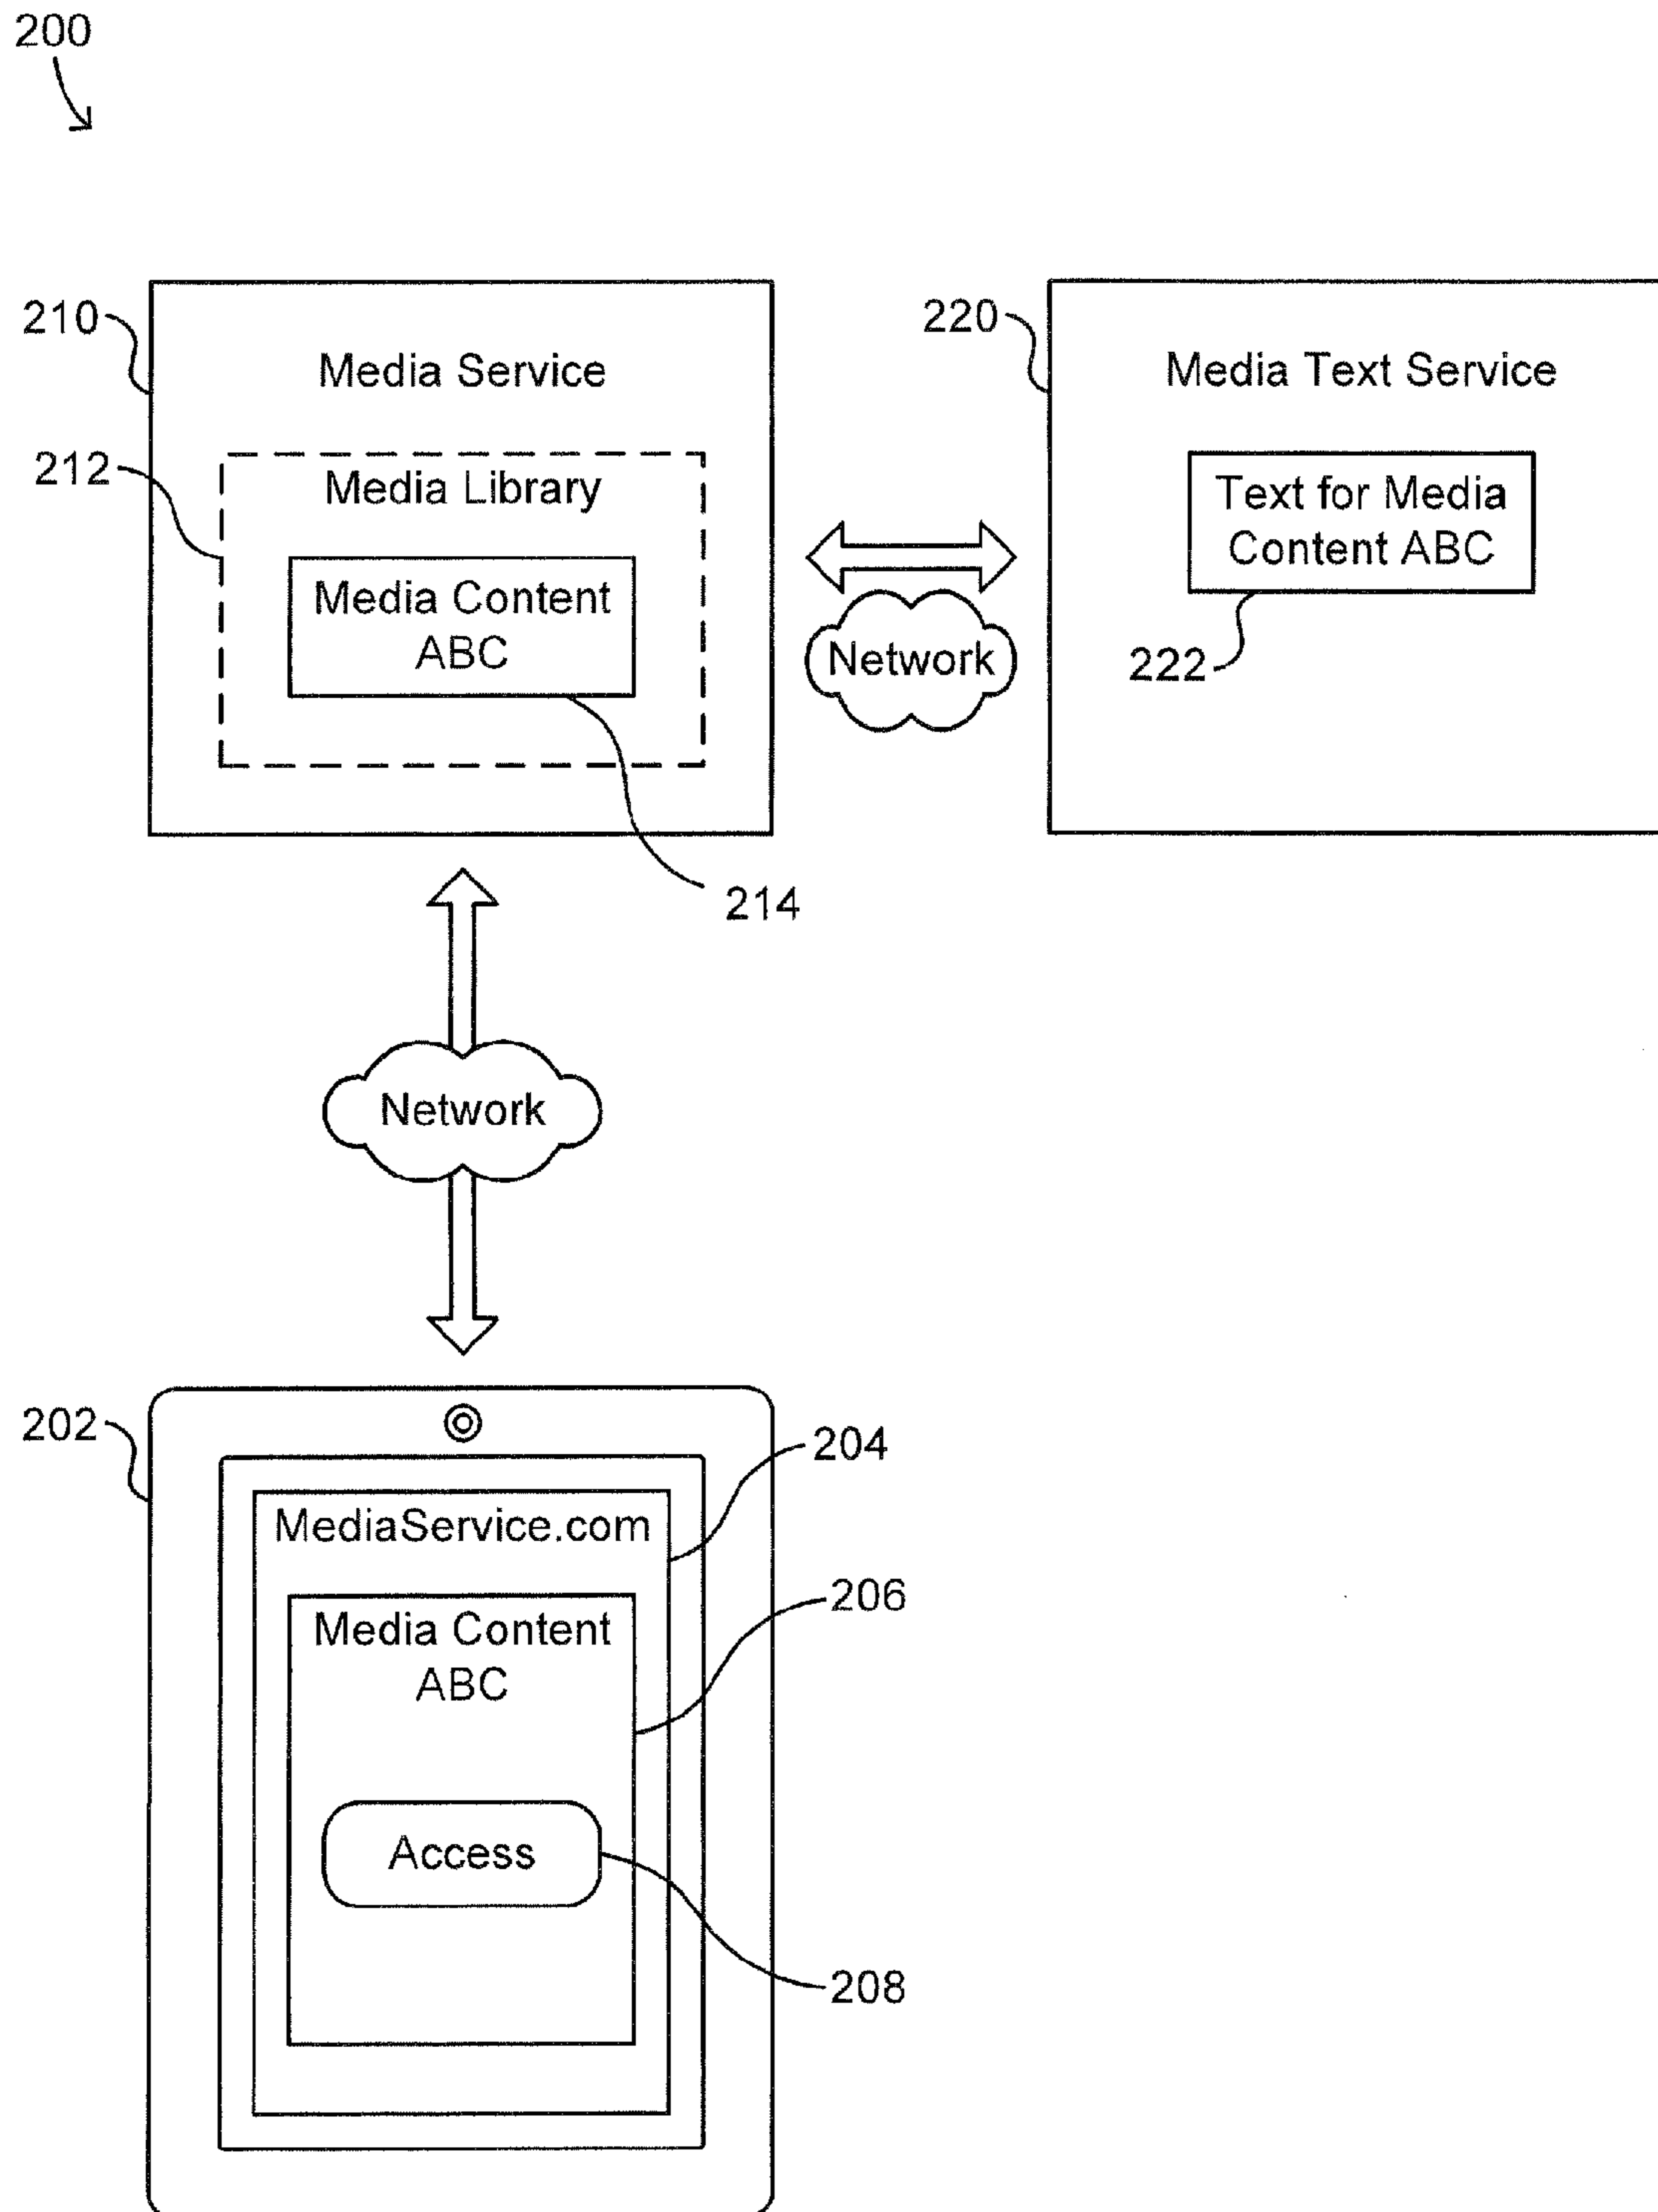 200
210
Media Service
212
Media Library
Media Content
ABC
214
Network
220
Media Text Service
Text for Media
Content ABC
222
Network
202
204
MediaService.com
206
Media Content
ABC
Access
208